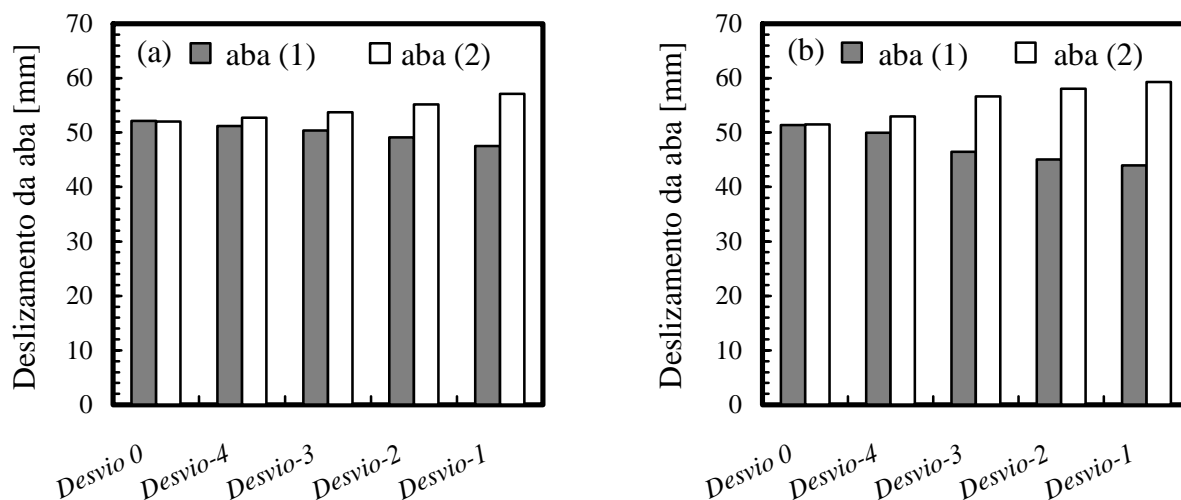 Deslizamento da aba [mm]
70
60
50
40
30
20
10
0
(a) aba (1) aba (2)
Desvio 0
Desvio-4
Desvio-3
Desvio-2
Desvio-1
Deslizamento da aba [mm]
70
60
50
40
30
20
10
0
(b) aba (1) aba (2)
Desvio 0
Desvio-4
Desvio-3
Desvio-2
Desvio-1